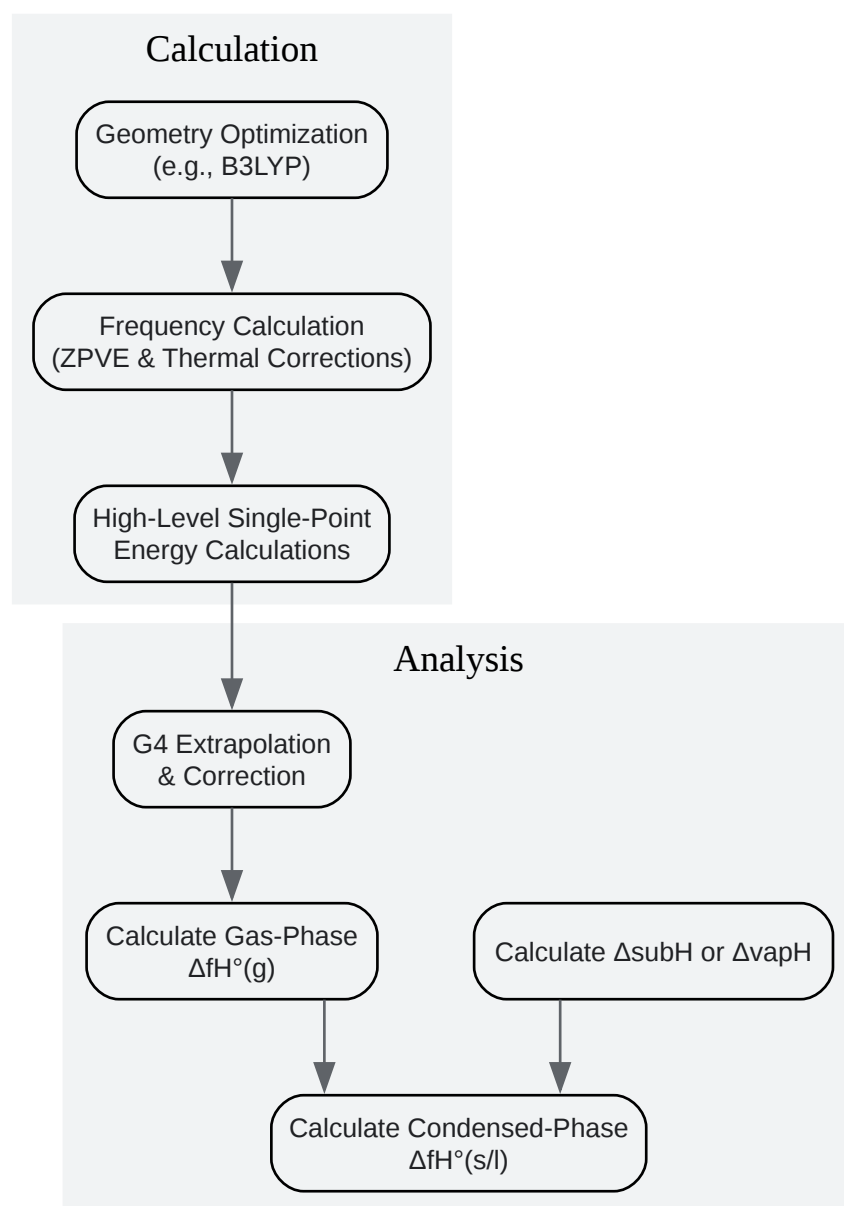 Calculation
Geometry Optimization
(e.g., B3LYP)
Frequency Calculation
(ZPVE & Thermal Corrections)
High-Level Single-Point
Energy Calculations
Analysis
G4 Extrapolation
& Correction
Calculate Gas-Phase
ΔfH°(g)
Calculate ΔsubH or ΔvapH
Calculate Condensed-Phase
ΔfH°(s/l)